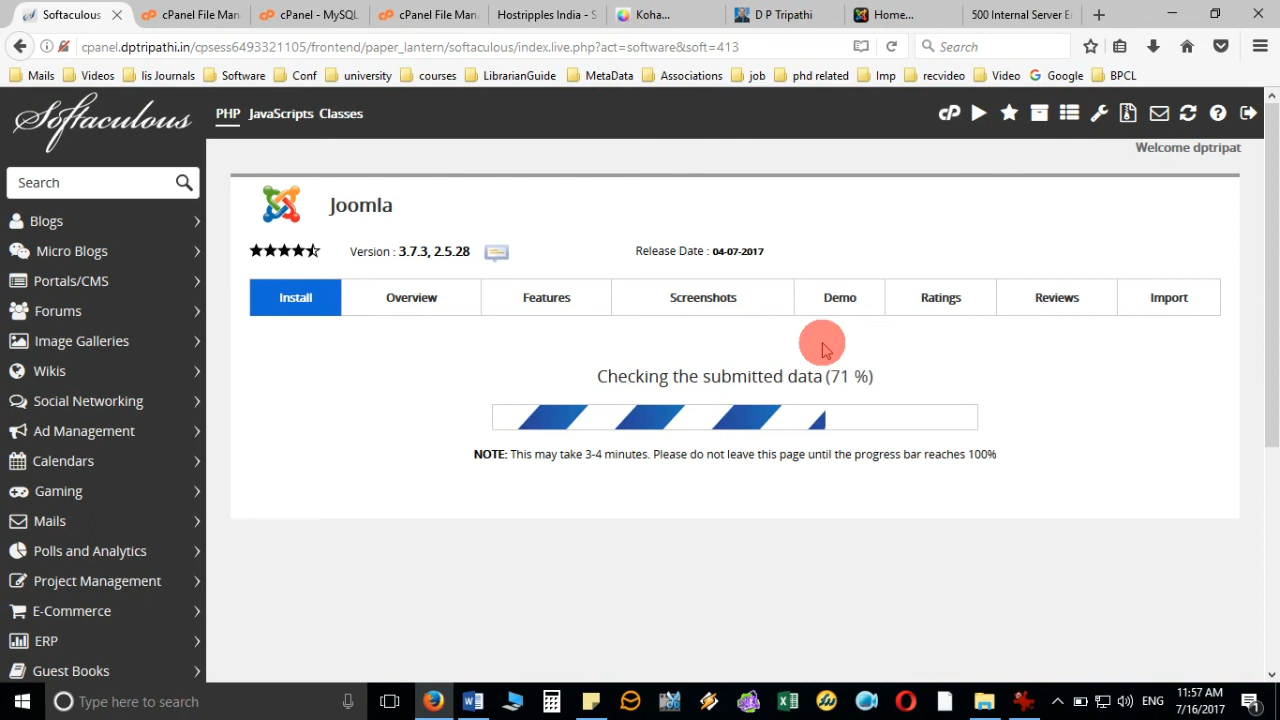 Softaculous
cPanel File Man
cPanel - MySQL
cPanel File Man
Hostripples India - S
Koha...
D P Tripathi
Home...
500 Internal Server E
cpanel.dptripathi.in/cpsess6493321105/frontend/paper_lantern/softaculous/index.live.php?act=software&soft=413
Search
Mails
Videos
lis Journals
Software
Conf
university
courses
LibrarianGuide
MetaData
Associations
job
phd related
Imp
recvideo
Video
Google
BPCL
Softaculous
PHP
JavaScripts
Classes
Welcome dptripat
Search
Blogs
Micro Blogs
Portals/CMS
Forums
Image Galleries
Wikis
Social Networking
Ad Management
Calendars
Gaming
Mails
Polls and Analytics
Project Management
E-Commerce
ERP
Guest Books
Joomla
Version : 3.7.3, 2.5.28
Release Date : 04-07-2017
Install
Overview
Features
Screenshots
Demo
Ratings
Reviews
Import
Checking the submitted data (71 %)
NOTE: This may take 3-4 minutes. Please do not leave this page until the progress bar reaches 100%
Type here to search
ENG
11:57 AM
7/16/2017
1